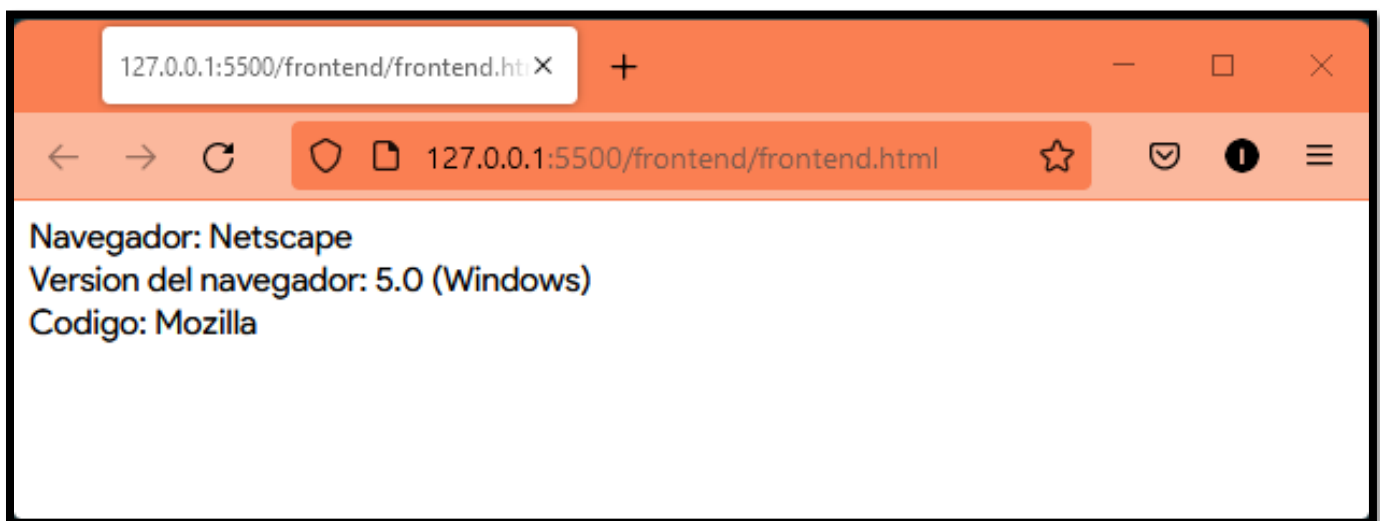 127.0.0.1:5500/frontend/frontend.ht
127.0.0.1:5500/frontend/frontend.html
Navegador: Netscape
Version del navegador: 5.0 (Windows)
Codigo: Mozilla